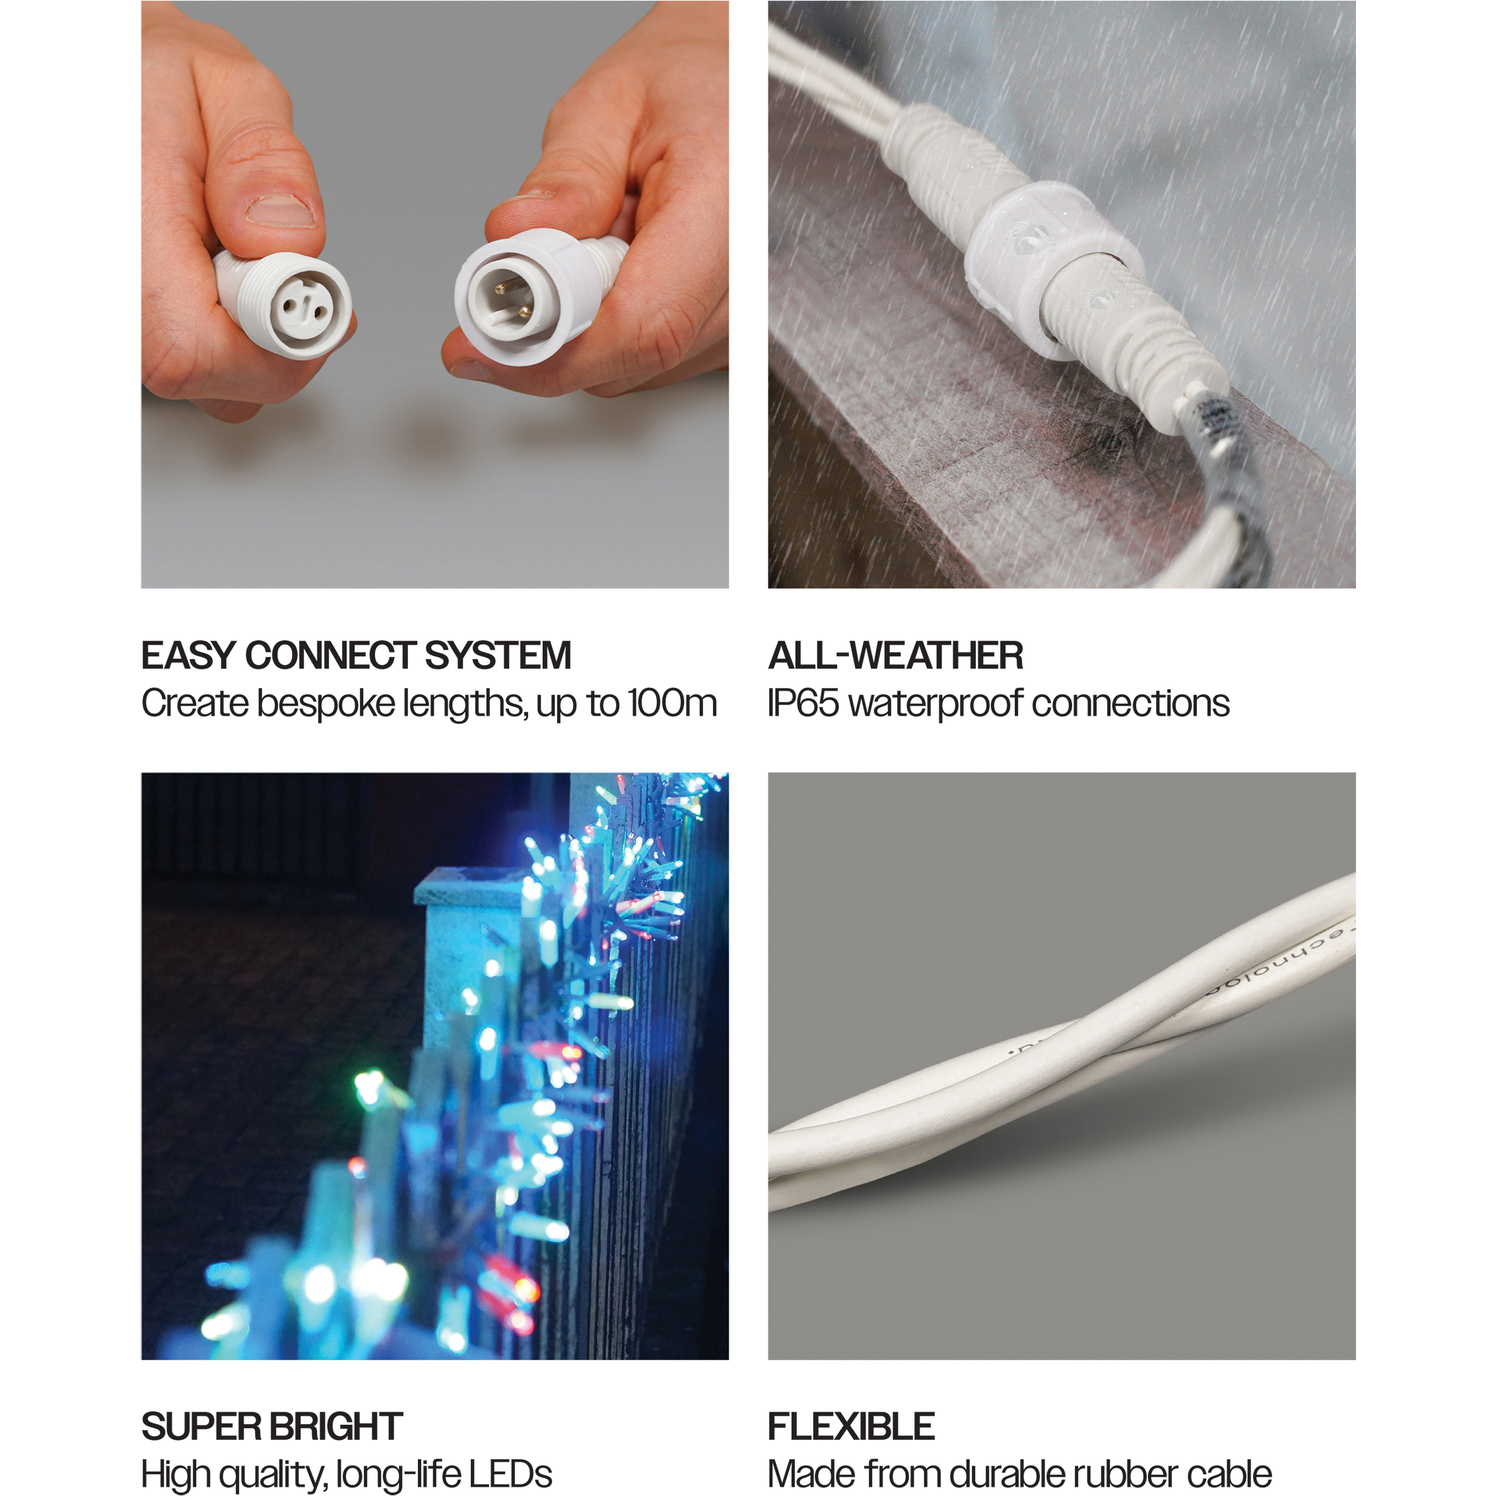 EASY CONNECT SYSTEM
Create bespoke lengths, up to 100m
ALL-WEATHER
IP65 waterproof connections
SUPER BRIGHT
High quality, long-life LEDs
FLEXIBLE
Made from durable rubber cable